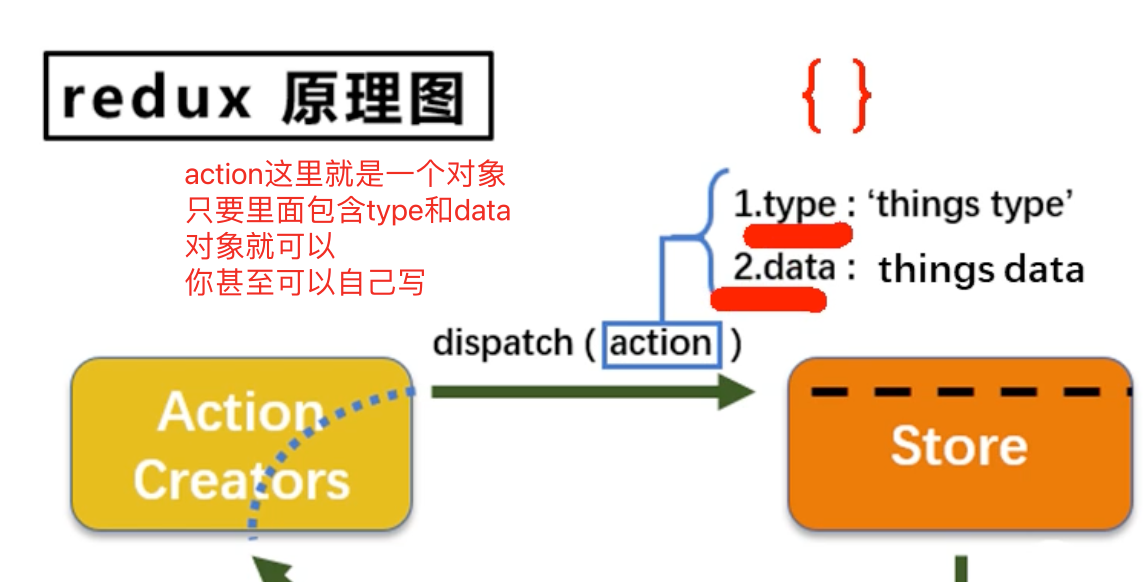 redux 原理图
{ }
action这里就是一个对象
只要里面包含type和data
对象就可以
你甚至可以自己写
1.type : ‘things type’
2.data : things data
dispatch ( action )
Action
Creators
Store